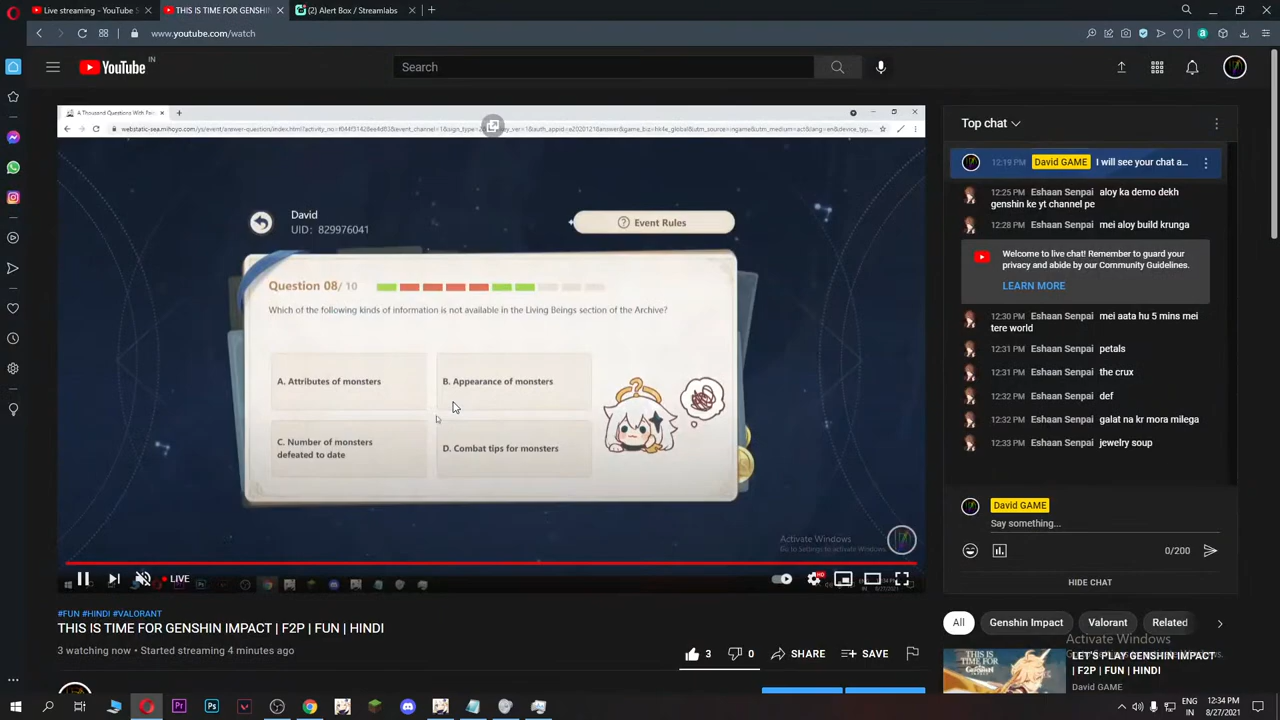 Live streaming - YouTube S
THIS IS TIME FOR GENSHIN
(2) Alert Box / Streamlabs
www.youtube.com/watch
YouTube IN
Search
A Thousand Questions With
Top chat
12:19 PM David GAME I will see your chat a...
12:25 PM Eshaan Senpai aloy ka demo dekh
genshin ke yt channel pe
12:28 PM Eshaan Senpai mei aloy build krunga
Welcome to live chat! Remember to guard your
privacy and abide by our Community Guidelines.
LEARN MORE
12:30 PM Eshaan Senpai mei aata hu 5 mins mei
tere world
12:31 PM Eshaan Senpai petals
12:31 PM Eshaan Senpai the crux
12:32 PM Eshaan Senpai def
12:32 PM Eshaan Senpai galat na kr mora milega
12:33 PM Eshaan Senpai jewelry soup
David GAME
Say something...
0/200
HIDE CHAT
David
UID: 829976041
Event Rules
Question 08/ 10
Which of the following kinds of information is not available in the Living Beings section of the Archive?
A. Attributes of monsters
B. Appearance of monsters
C. Number of monsters
defeated to date
D. Combat tips for monsters
Activate Windows
Go to Settings to activate Windows
LIVE
HD
#FUN #HINDI #VALORANT
THIS IS TIME FOR GENSHIN IMPACT | F2P | FUN | HINDI
3 watching now • Started streaming 4 minutes ago
3
0
SHARE
SAVE
All
Genshin Impact
Valorant
Related
Activate Windows
THIS IS
TIME FOR
LET'S PLAY GENSHIN IMPACT
| F2P | FUN | HINDI
David GAME
ENG
IN
12:34 PM
8/27/2021